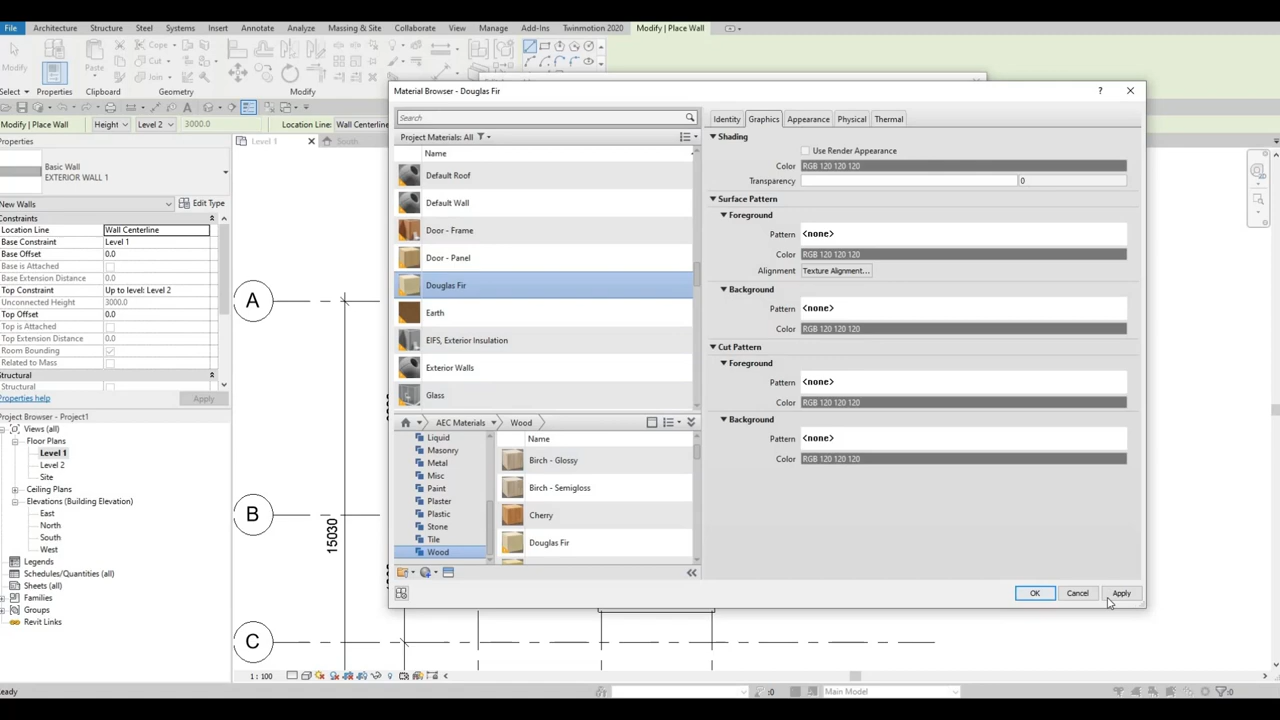 File Architecture Structure Steel Systems Insert Annotate Analyze Massing & Site Collaborate View Manage Add-Ins Twinmotion 2020 Modify | Place Wall
Modify Paste Cope Cut Join
Select Properties Clipboard Geometry Modify
Modify | Place Wall Height Level 2 3000.0 Location Line: Wall Centerline
Properties
Level 1 South
Basic Wall
EXTERIOR WALL 1
New Walls Edit Type
Constraints
Location Line Wall Centerline
Base Constraint Level 1
Base Offset 0.0
Base is Attached
Base Extension Distance 0.0
Top Constraint Up to level: Level 2
Unconnected Height 3000.0
Top Offset 0.0
Top is Attached
Top Extension Distance 0.0
Room Bounding
Related to Mass
Structural
Structural
Properties help Apply
Project Browser - Project1
Views (all)
Floor Plans
Level 1
Level 2
Site
Ceiling Plans
Elevations (Building Elevation)
East
North
South
West
Legends
Schedules/Quantities (all)
Sheets (all)
Families
Groups
Revit Links
A
B
C
15030
Material Browser - Douglas Fir
?
Search
Project Materials: All
Name
Default Roof
Default Wall
Door - Frame
Door - Panel
Douglas Fir
Earth
EIFS, Exterior Insulation
Exterior Walls
Glass
AEC Materials Wood
Liquid
Masonry
Metal
Misc
Paint
Plaster
Plastic
Stone
Tile
Wood
Name
Birch - Glossy
Birch - Semigloss
Cherry
Douglas Fir
Identity Graphics Appearance Physical Thermal
Shading
Use Render Appearance
Color RGB 120 120 120
Transparency 0
Surface Pattern
Foreground
Pattern <none>
Color RGB 120 120 120
Alignment Texture Alignment...
Background
Pattern <none>
Color RGB 120 120 120
Cut Pattern
Foreground
Pattern <none>
Color RGB 120 120 120
Background
Pattern <none>
Color RGB 120 120 120
OK Cancel Apply
1 : 100
Ready :0 Main Model :0